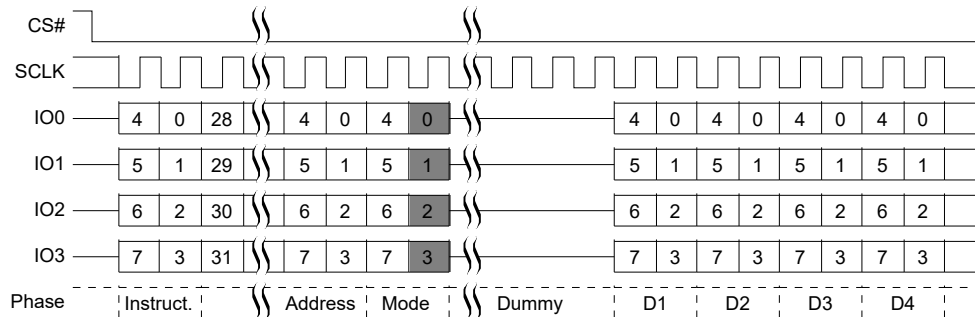 CS#
SCLK
IO0 4 0 28 4 0 4 0 4 0 4 0 4 0 4 0
IO1 5 1 29 5 1 5 1 5 1 5 1 5 1 5 1
IO2 6 2 30 6 2 6 2 6 2 6 2 6 2 6 2
IO3 7 3 31 7 3 7 3 7 3 7 3 7 3 7 3
Phase Instruct. Address Mode Dummy D1 D2 D3 D4